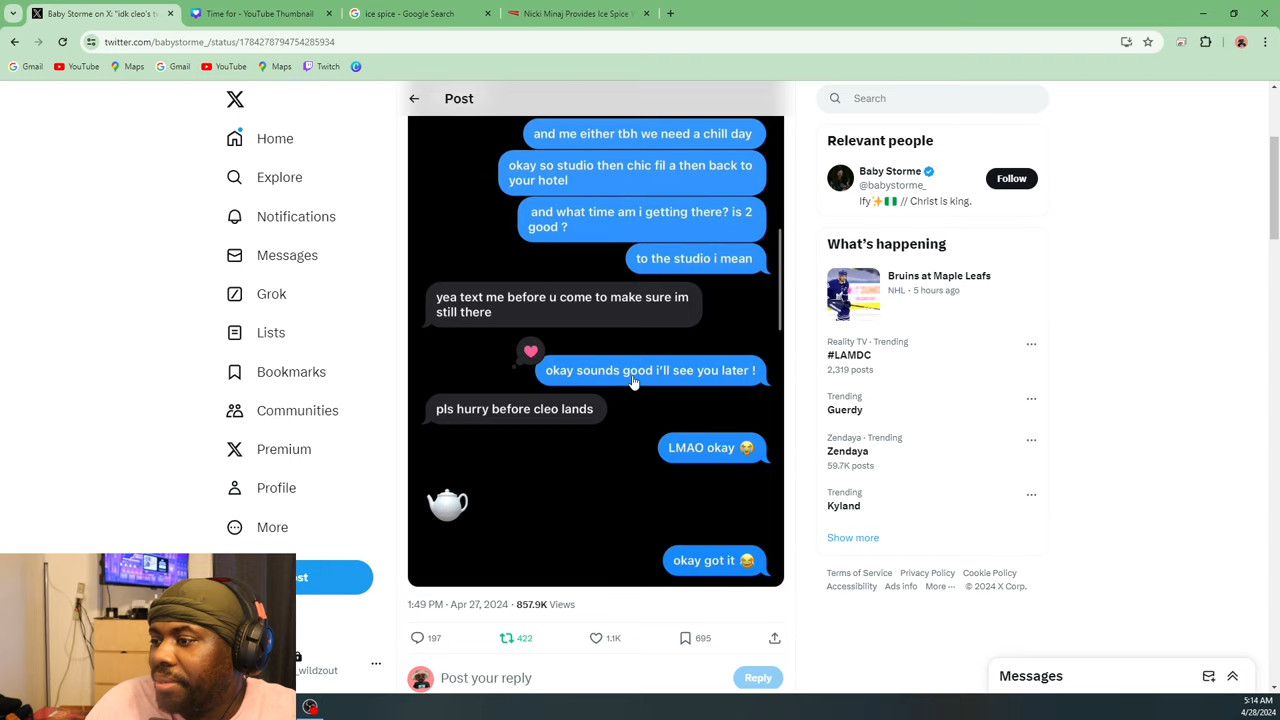 Baby Storme on X: "idk cleo's t
Time for - YouTube Thumbnail
ice spice - Google Search
Nicki Minaj Provides Ice Spice V
twitter.com/babystorme_/status/1784278794754285934
Gmail
YouTube
Maps
Gmail
YouTube
Maps
Twitch
Home
Explore
Notifications
Messages
Grok
Lists
Bookmarks
Communities
Premium
Profile
More
st
_wildzout
Post
and me either tbh we need a chill day
okay so studio then chic fil a then back to
your hotel
and what time am i getting there? is 2
good ?
to the studio i mean
yea text me before u come to make sure im
still there
okay sounds good i'll see you later !
pls hurry before cleo lands
LMAO okay 😭
okay got it 😂
1:49 PM · Apr 27, 2024 · 857.9K Views
197
422
1.1K
695
Post your reply
Reply
Search
Relevant people
Baby Storme
@babystorme_
Follow
Ify✨🇳🇬 // Christ is king.
What's happening
Bruins at Maple Leafs
NHL · 5 hours ago
Reality TV · Trending
#LAMDC
2,319 posts
Trending
Guerdy
Zendaya · Trending
Zendaya
59.7K posts
Trending
Kyland
Show more
Terms of Service Privacy Policy Cookie Policy
Accessibility Ads info More ··· © 2024 X Corp.
Messages
5:14 AM
4/28/2024